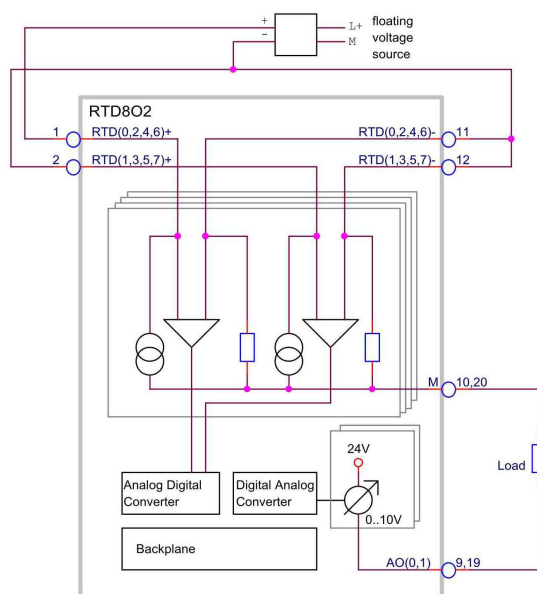 + L+ floating
− M voltage
source
RTD8O2
1 RTD(0,2,4,6)+ RTD(0,2,4,6)- 11
2 RTD(1,3,5,7)+ RTD(1,3,5,7)- 12
M 10,20
24V
Load
Analog Digital
Converter
Digital Analog
Converter
0..10V
Backplane
AO(0,1) 9,19